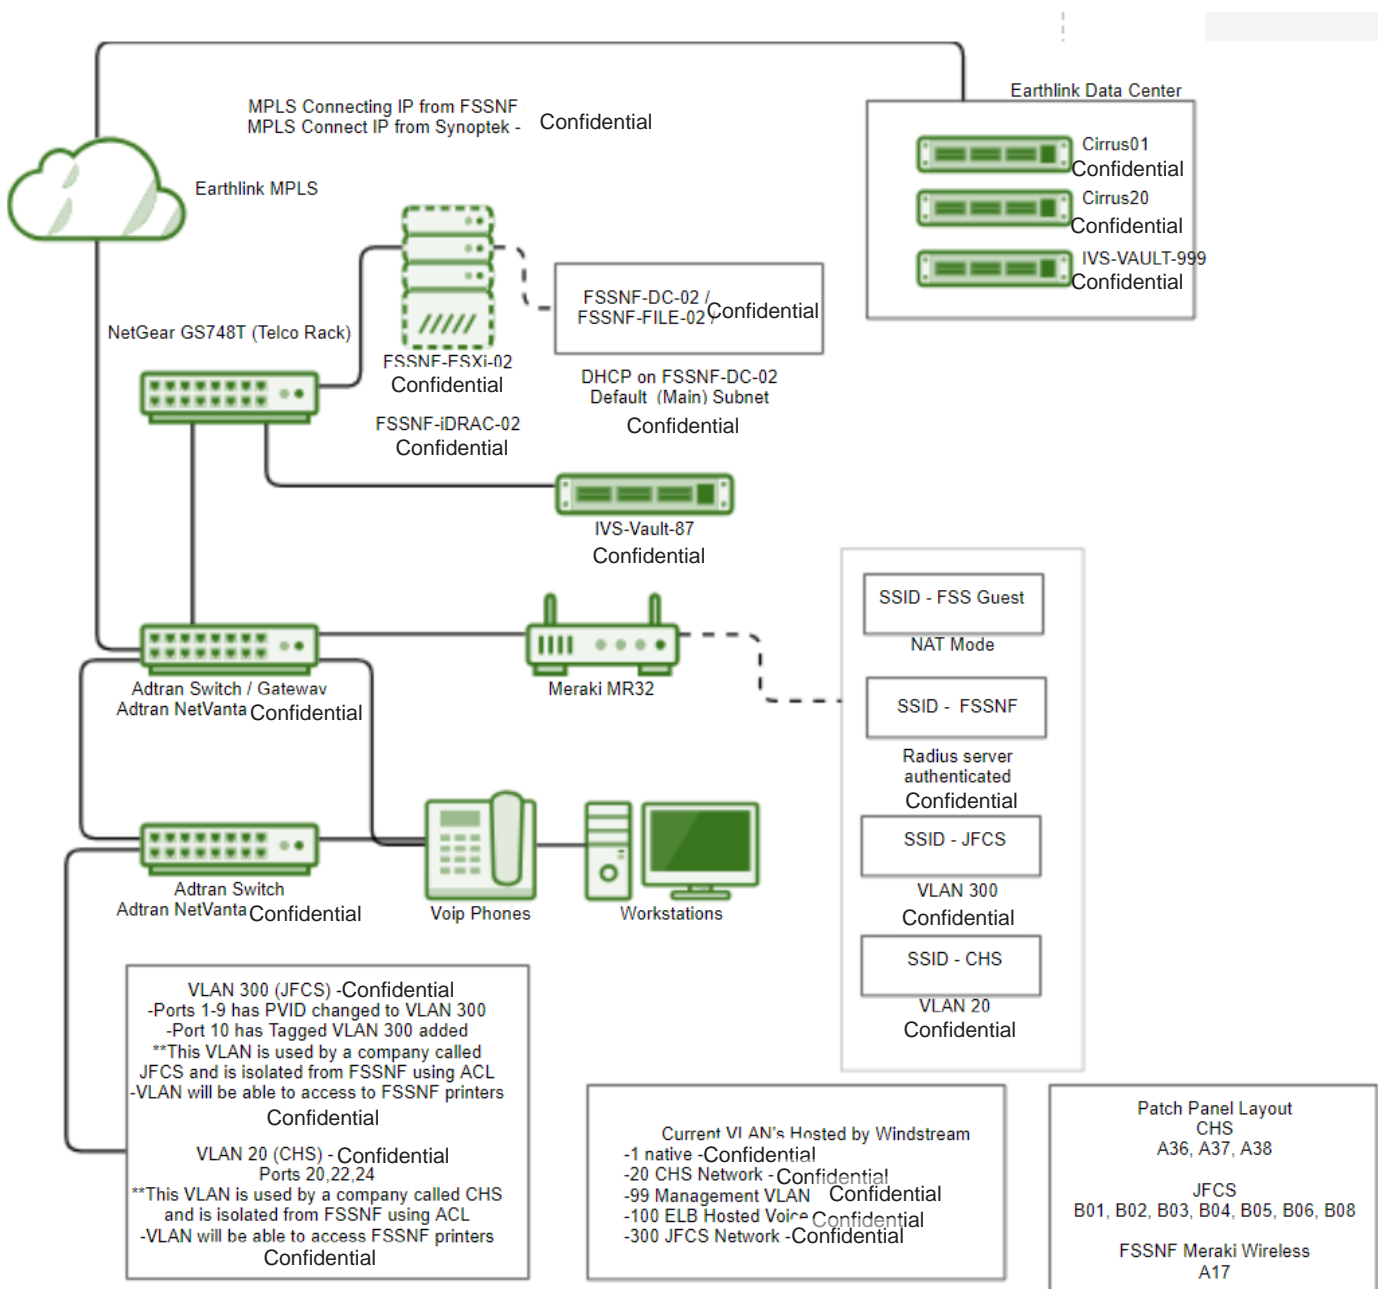 Earthlink Data Center
MPLS Connecting IP from FSSNF
MPLS Connect IP from Synoptek - Confidential
Cirrus01
Confidential
Cirrus20
Confidential
IVS-VAULT-999
Confidential
Earthlink MPLS
FSSNF-DC-02 /
FSSNF-FILE-02 / Confidential
NetGear GS748T (Telco Rack)
FSSNF-ESXi-02
Confidential
DHCP on FSSNF-DC-02
Default (Main) Subnet
Confidential
FSSNF-iDRAC-02
Confidential
IVS-Vault-87
Confidential
SSID - FSS Guest
NAT Mode
Adtran Switch / Gateway
Adtran NetVanta Confidential
Meraki MR32
SSID - FSSNF
Radius server
authenticated
Confidential
SSID - JFCS
VLAN 300
Confidential
Adtran Switch
Adtran NetVanta Confidential
Voip Phones
Workstations
SSID - CHS
VLAN 20
Confidential
VLAN 300 (JFCS) -Confidential
-Ports 1-9 has PVID changed to VLAN 300
-Port 10 has Tagged VLAN 300 added
**This VLAN is used by a company called
JFCS and is isolated from FSSNF using ACL
-VLAN will be able to access to FSSNF printers
Confidential
VLAN 20 (CHS) - Confidential
Ports 20,22,24
**This VLAN is used by a company called CHS
and is isolated from FSSNF using ACL
-VLAN will be able to access FSSNF printers
Confidential
Current VLAN's Hosted by Windstream
-1 native -Confidential
-20 CHS Network -Confidential
-99 Management VLAN Confidential
-100 ELB Hosted Voice Confidential
-300 JFCS Network -Confidential
Patch Panel Layout
CHS
A36, A37, A38
JFCS
B01, B02, B03, B04, B05, B06, B08
FSSNF Meraki Wireless
A17